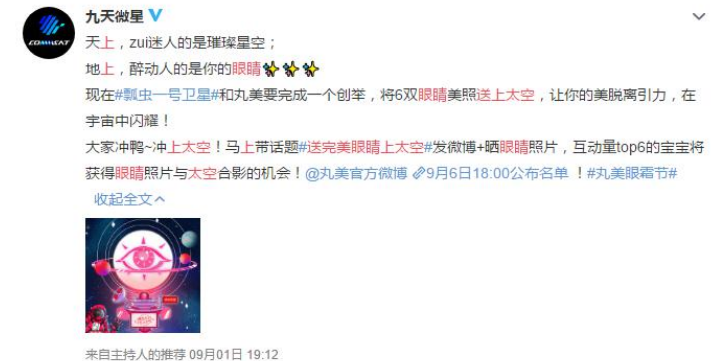 九天微星
COMMSAT
天上，zui迷人的是璀璨星空；
地上，醉动人的是你的眼睛✨✨✨
现在#瓢虫一号卫星#和丸美要完成一个创举，将6双眼睛美照送上太空，让你的美脱离引力，在
宇宙中闪耀！
大家冲鸭~冲上太空！马上带话题#送完美眼睛上太空#发微博+晒眼睛照片，互动量top6的宝宝将
获得眼睛照片与太空合影的机会！@丸美官方微博 9月6日18:00公布名单 ！#丸美眼霜节#
收起全文
来自主持人的推荐 09月01日 19:12